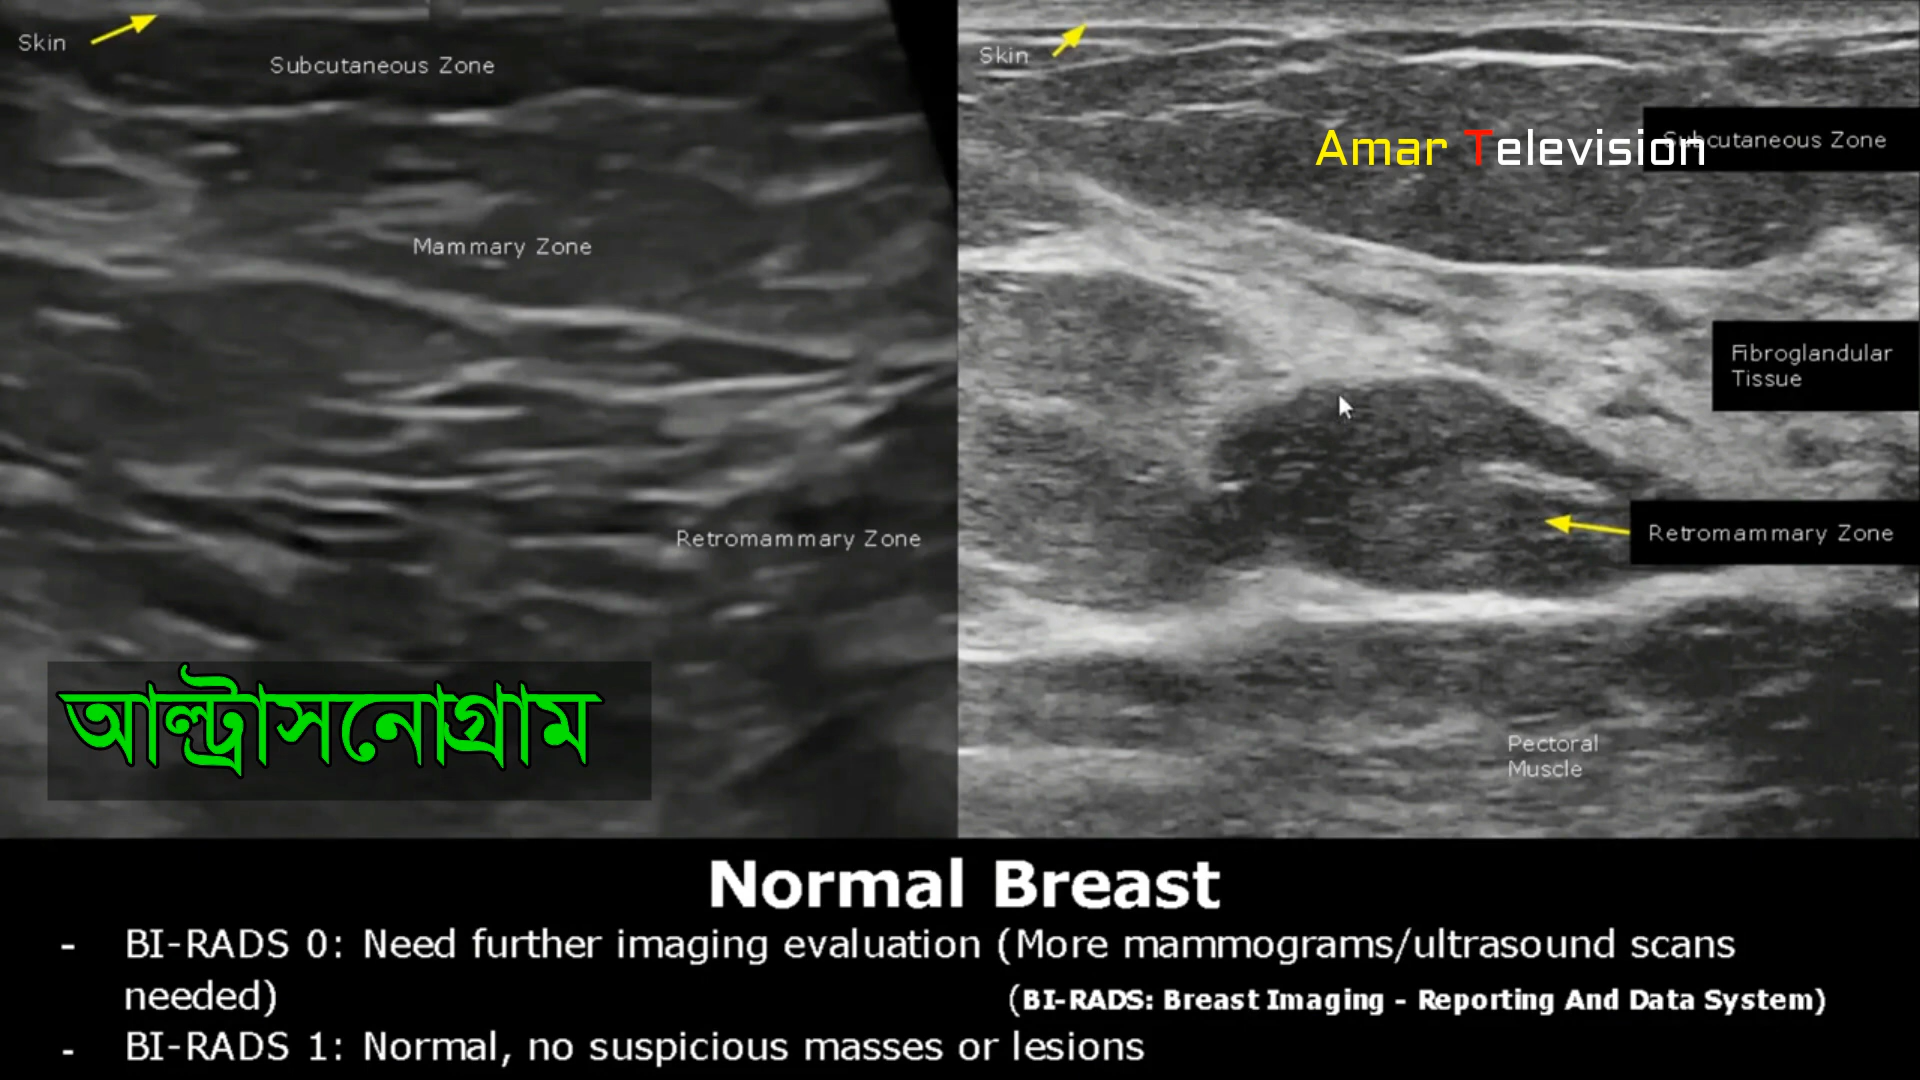 Skin
Subcutaneous Zone
Mammary Zone
Retromammary Zone
আল্ট্রাসনোগ্রাম
Skin
Subcutaneous Zone
Amar Television
Fibroglandular
Tissue
Retromammary Zone
Pectoral
Muscle
Normal Breast
- BI-RADS 0: Need further imaging evaluation (More mammograms/ultrasound scans
needed)
(BI-RADS: Breast Imaging - Reporting And Data System)
- BI-RADS 1: Normal, no suspicious masses or lesions